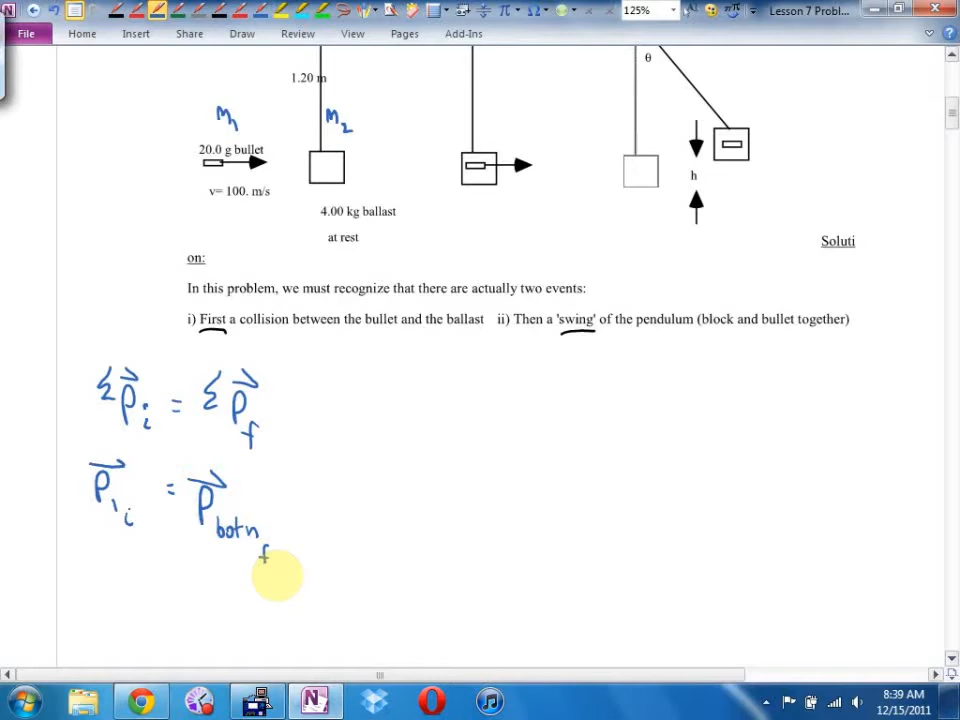 125%
Lesson 7 Probl...
File Home Insert Share Draw Review View Pages Add-Ins
θ
1.20 m
M1 M2
20.0 g bullet
h
v= 100. m/s
4.00 kg ballast
at rest
Soluti
on:
In this problem, we must recognize that there are actually two events:
i) First a collision between the bullet and the ballast ii) Then a 'swing' of the pendulum (block and bullet together)
ΣP⃗i = ΣP⃗f
P⃗1i = P⃗both f
8:39 AM
12/15/2011